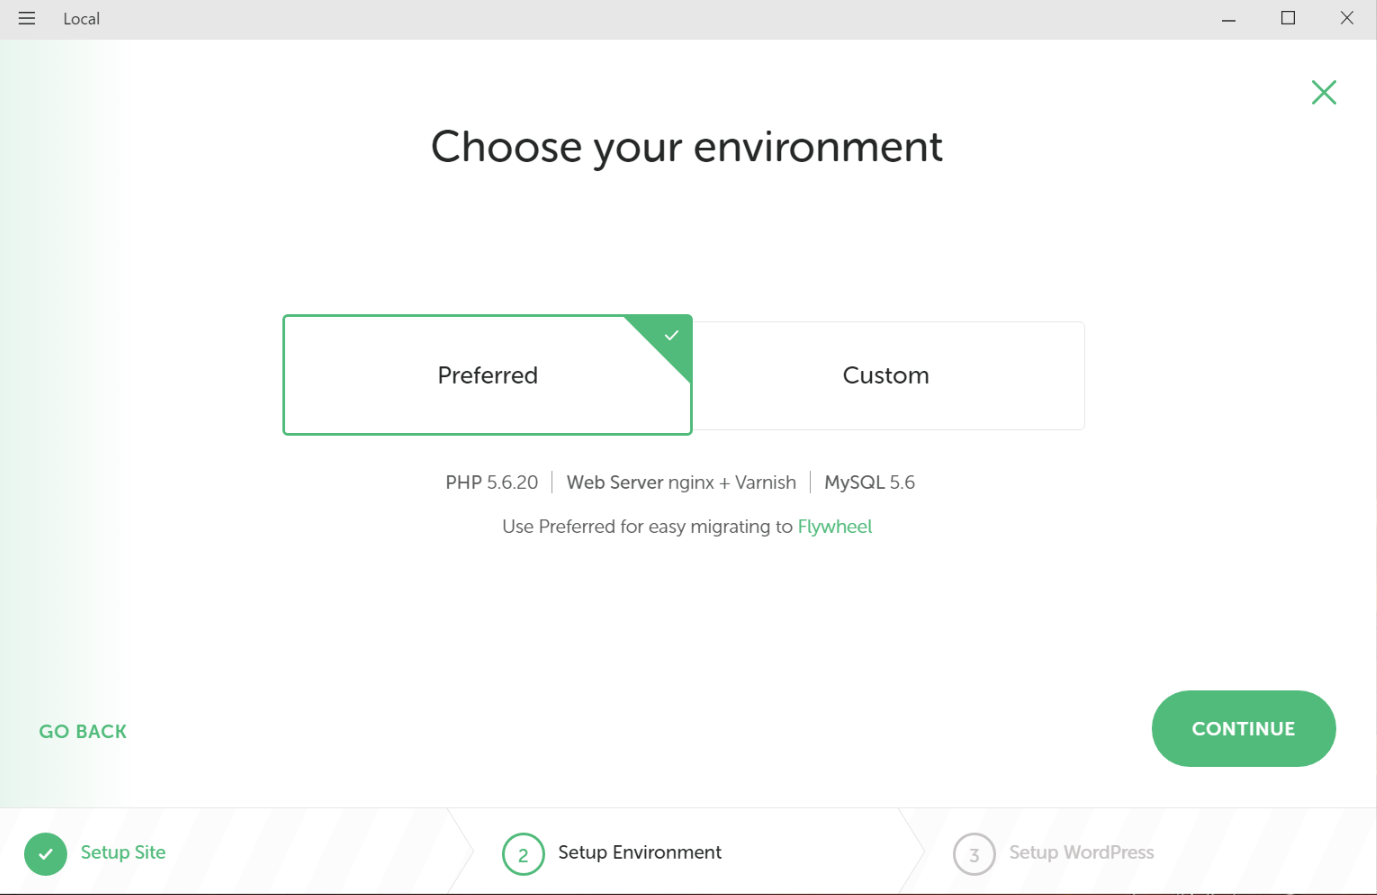 Local
Choose your environment
Preferred
Custom
PHP 5.6.20 | Web Server nginx + Varnish | MySQL 5.6
Use Preferred for easy migrating to Flywheel
GO BACK
CONTINUE
Setup Site
2 Setup Environment
3 Setup WordPress